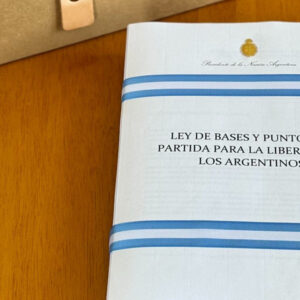 Presidente de la Nación Argentina
LEY DE BASES Y PUNTO
PARTIDA PARA LA LIBER
LOS ARGENTINOS